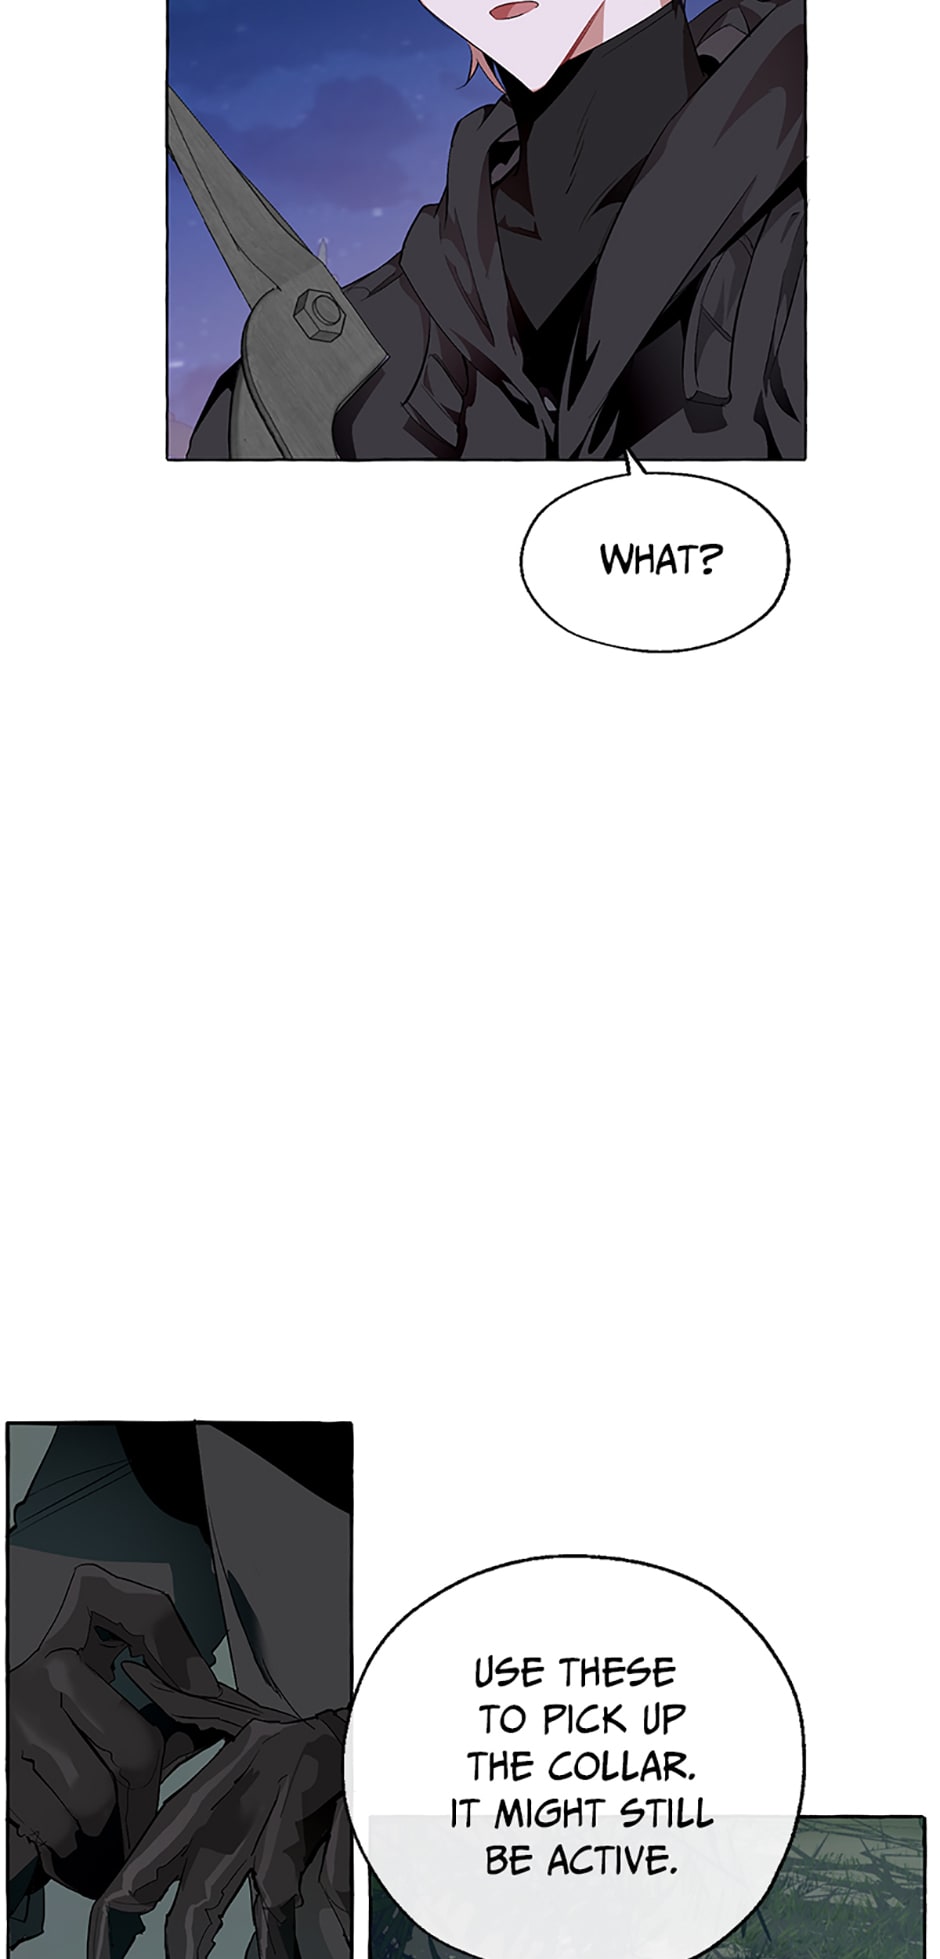 WHAT?
USE THESE
TO PICK UP
THE COLLAR.
IT MIGHT STILL
BE ACTIVE.